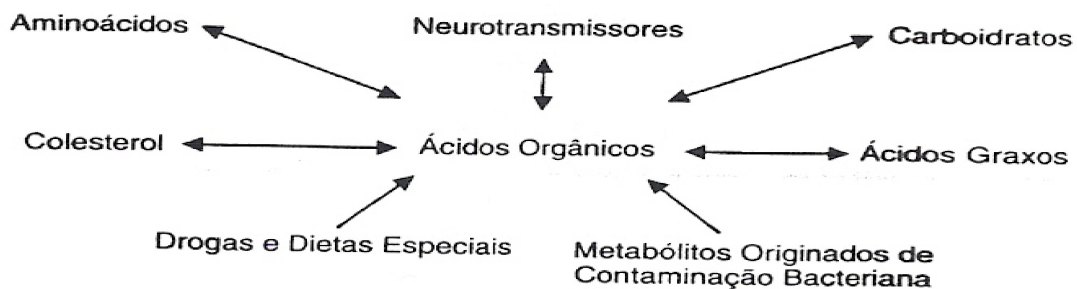 Aminoácidos
Neurotransmissores
Carboidratos
Colesterol
Ácidos Orgânicos
Ácidos Graxos
Drogas e Dietas Especiais
Metabólitos Originados de
Contaminação Bacteriana